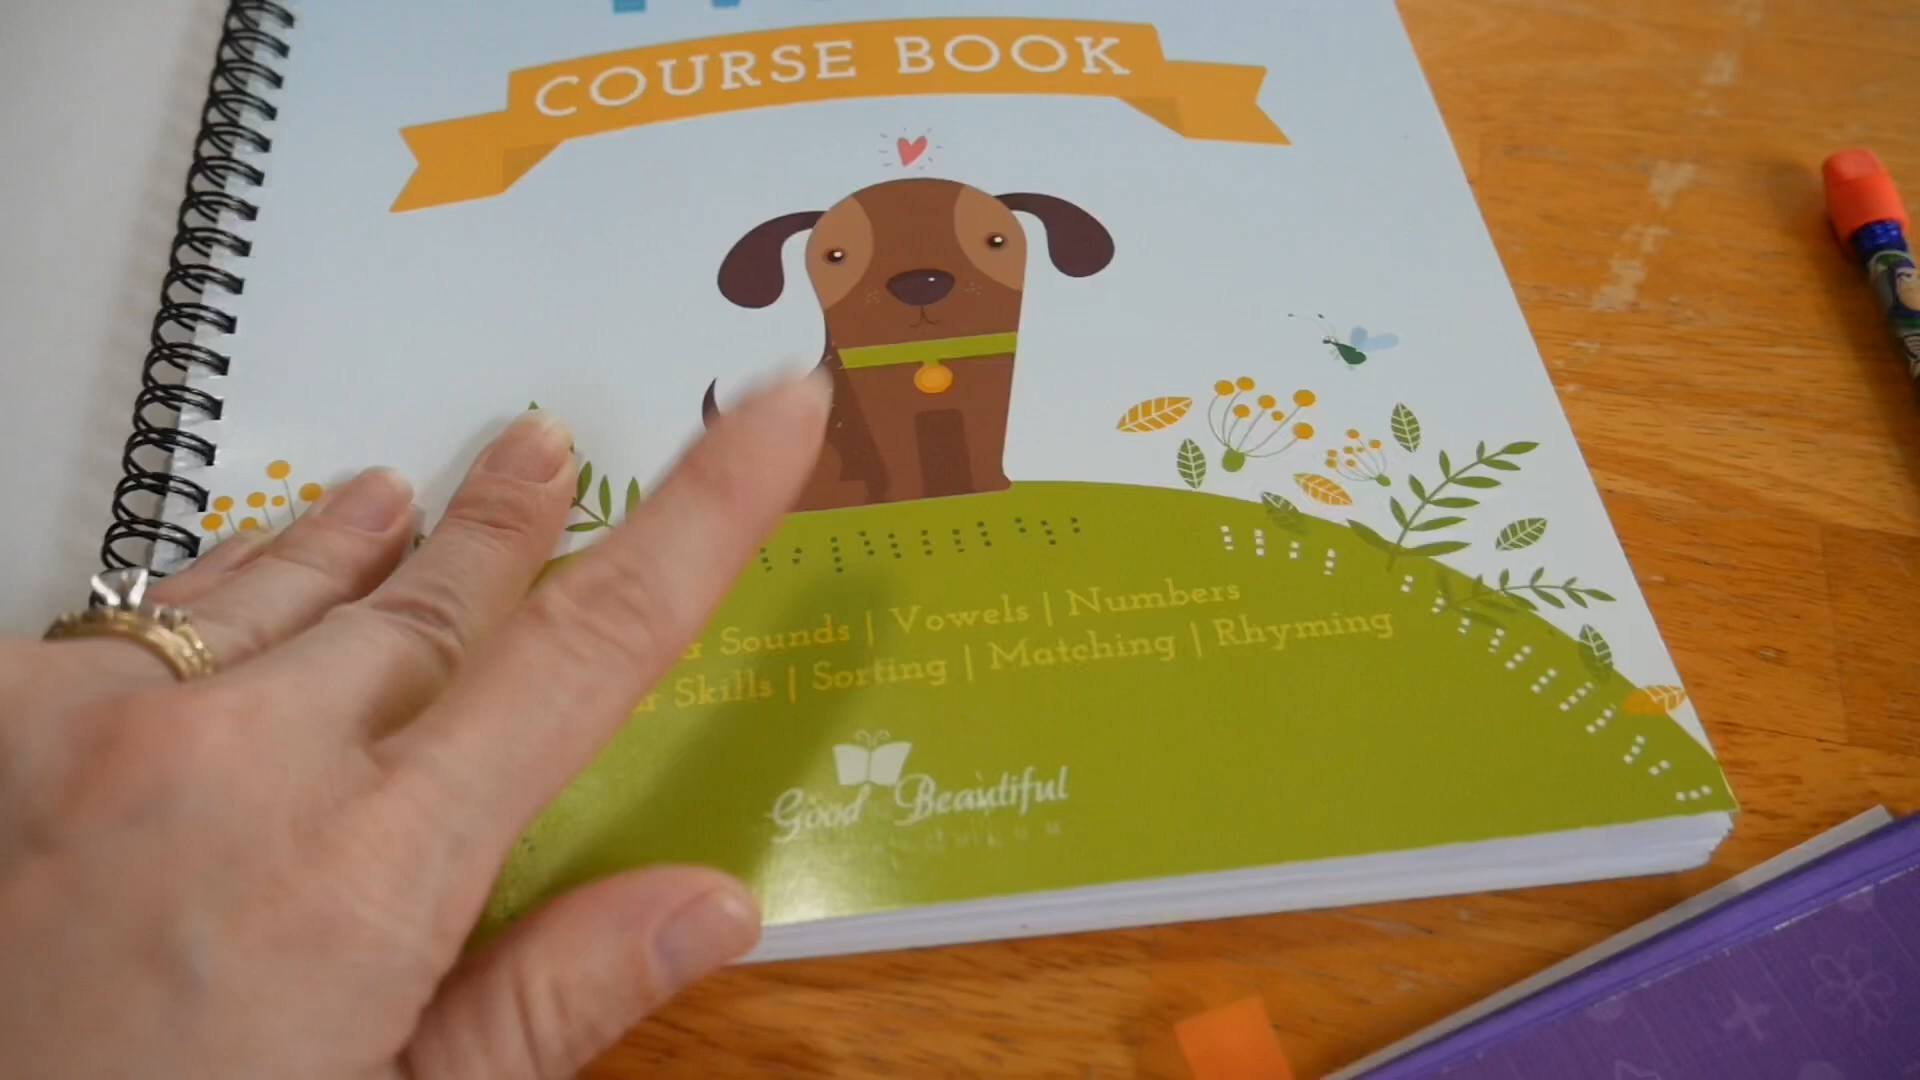 COURSE BOOK
Sounds | Vowels | Numbers
Skills | Sorting | Matching | Rhyming
Good Beautiful